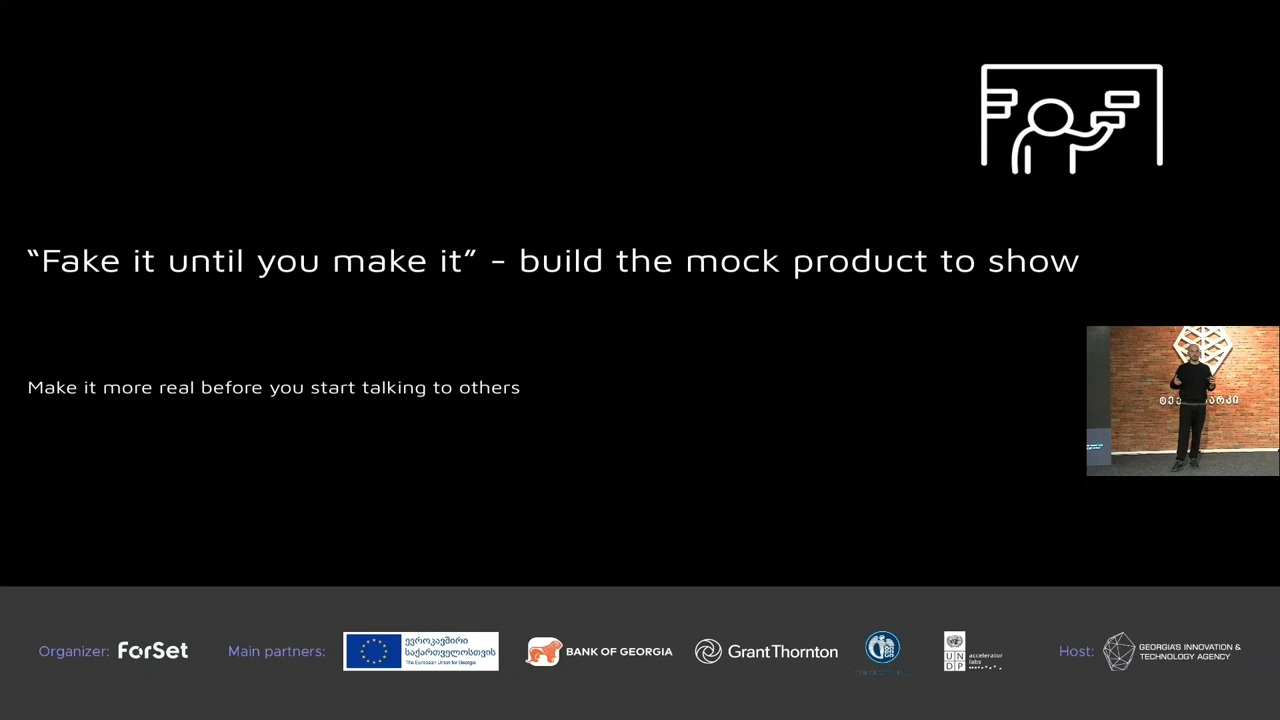 “Fake it until you make it” - build the mock product to show
Make it more real before you start talking to others
Organizer: ForSet
Main partners:
ევროკავშირი
საქართველოსთვის
The European Union for Georgia
BANK OF GEORGIA
GrantThornton
UN
DP
accelerator
labs
Host:
GEORGIA'S INNOVATION &
TECHNOLOGY AGENCY